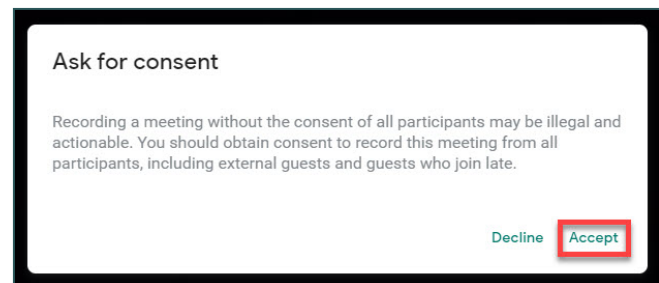 Ask for consent
Recording a meeting without the consent of all participants may be illegal and
actionable. You should obtain consent to record this meeting from all
participants, including external guests and guests who join late.
Decline Accept